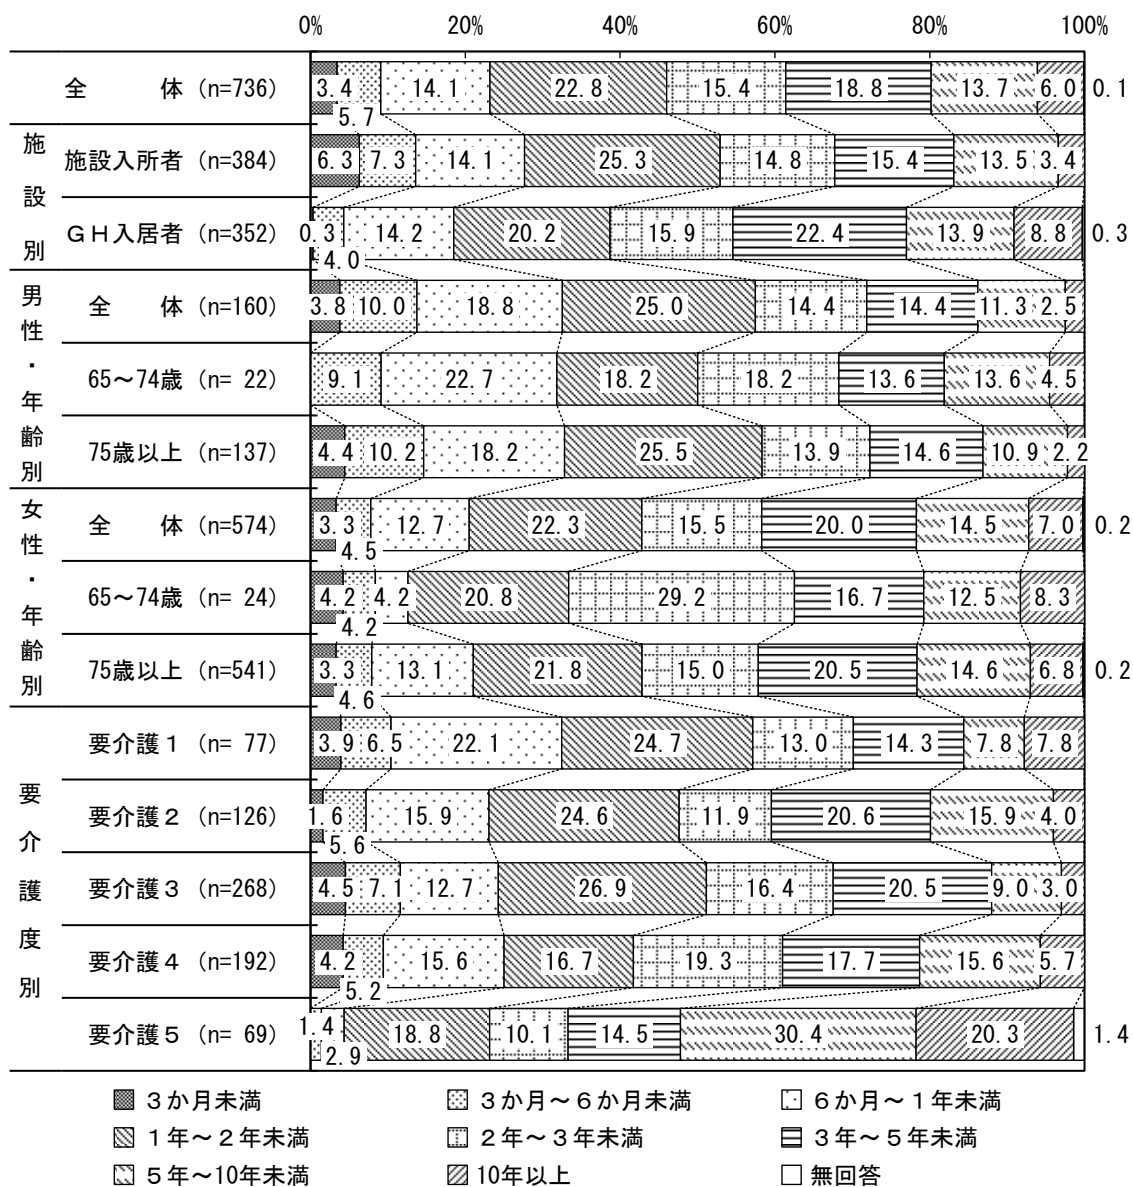 0% 20% 40% 60% 80% 100%
施設別
男性・年齢別
女性・年齢別
要介護度別
全　　体 (n=736) 3.4 5.7 14.1 22.8 15.4 18.8 13.7 6.0 0.1
施設入所者 (n=384) 6.3 7.3 14.1 25.3 14.8 15.4 13.5 3.4
ＧＨ入居者 (n=352) 0.3 4.0 14.2 20.2 15.9 22.4 13.9 8.8 0.3
全　　体 (n=160) 3.8 10.0 18.8 25.0 14.4 14.4 11.3 2.5
65～74歳 (n= 22) 9.1 22.7 18.2 18.2 13.6 13.6 4.5
75歳以上 (n=137) 4.4 10.2 18.2 25.5 13.9 14.6 10.9 2.2
全　　体 (n=574) 3.3 4.5 12.7 22.3 15.5 20.0 14.5 7.0 0.2
65～74歳 (n= 24) 4.2 4.2 4.2 20.8 29.2 16.7 12.5 8.3
75歳以上 (n=541) 3.3 4.6 13.1 21.8 15.0 20.5 14.6 6.8 0.2
要介護１ (n= 77) 3.9 6.5 22.1 24.7 13.0 14.3 7.8 7.8
要介護２ (n=126) 1.6 5.6 15.9 24.6 11.9 20.6 15.9 4.0
要介護３ (n=268) 4.5 7.1 12.7 26.9 16.4 20.5 9.0 3.0
要介護４ (n=192) 4.2 5.2 15.6 16.7 19.3 17.7 15.6 5.7
要介護５ (n= 69) 1.4 2.9 18.8 10.1 14.5 30.4 20.3 1.4
３か月未満 ３か月～６か月未満 ６か月～１年未満
１年～２年未満 ２年～３年未満 ３年～５年未満
５年～10年未満 10年以上 無回答